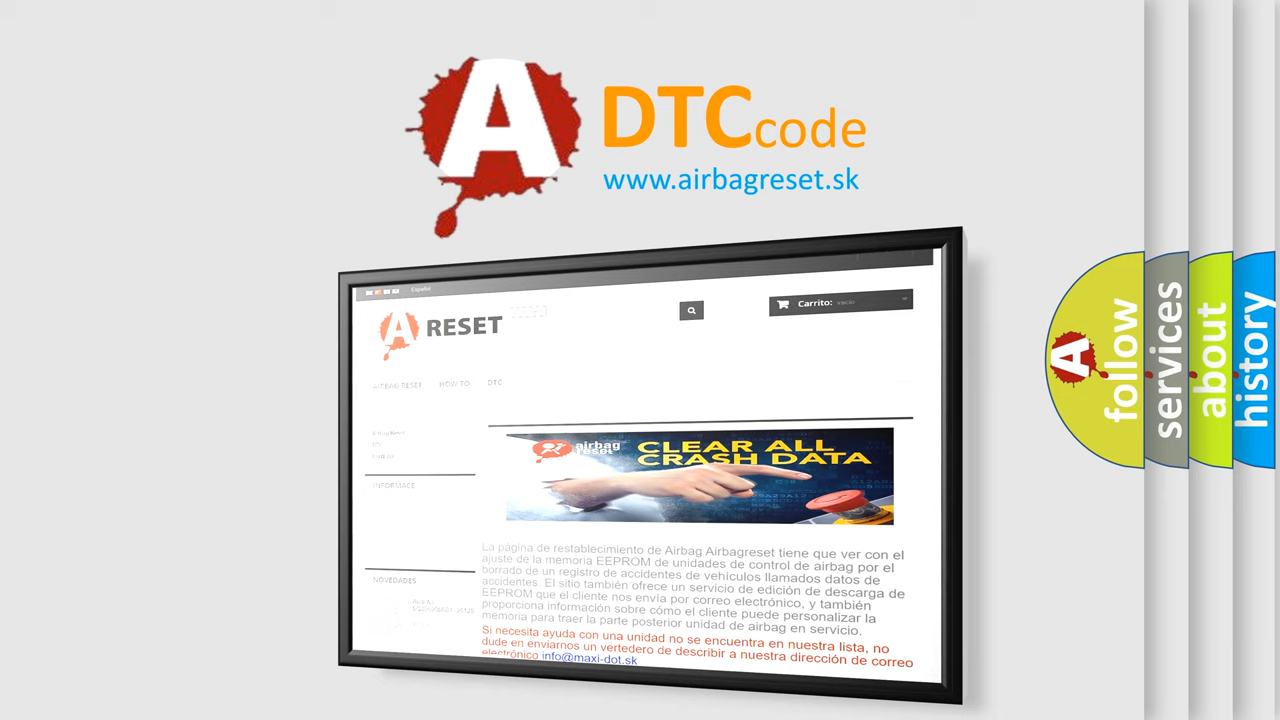 A
DTCcode
www.airbagreset.sk
Español
A RESET
Carrito: vacío
AIRBAG RESET HOW TO DTC
Airbag Reset
DTC
INFORMACE
airbag
reset
CLEAR ALL
CRASH DATA
La página de restablecimiento de Airbag Airbagreset tiene que ver con el
ajuste de la memoria EEPROM de unidades de control de airbag por el
borrado de un registro de accidentes de vehículos llamados datos de
accidentes. El sitio también ofrece un servicio de edición de descarga de
EEPROM que el cliente nos envía por correo electrónico, y también
proporciona información sobre cómo el cliente puede personalizar la
memoria para traer la parte posterior unidad de airbag en servicio.
Si necesita ayuda con una unidad no se encuentra en nuestra lista, no
dude en enviarnos un vertedero de describir a nuestra dirección de correo
electrónico info@maxi-dot.sk
NOVEDADES
A
follow
services
about
history